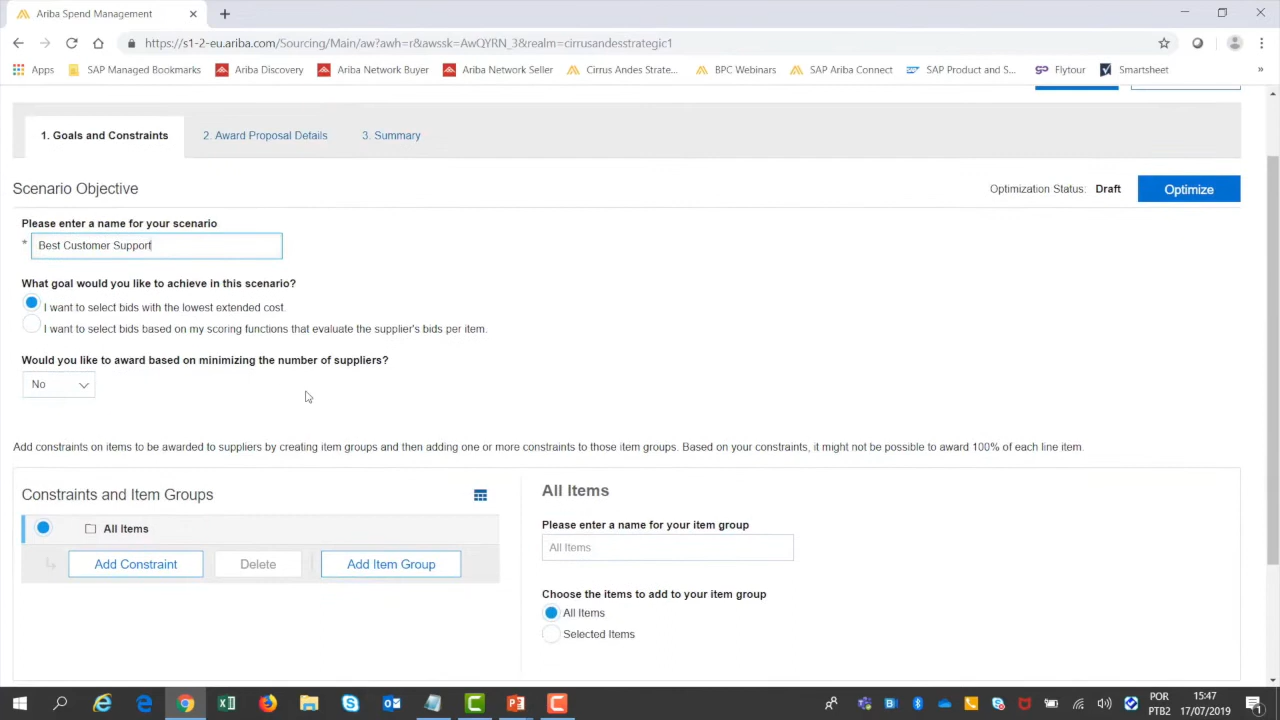 Ariba Spend Management
https://s1-2-eu.ariba.com/Sourcing/Main/aw?awh=r&awssk=AwQYRN_3&realm=cirrusandesstrategic1
Apps SAP Managed Bookmarks Ariba Discovery Ariba Network Buyer Ariba Network Seller Cirrus Andes Strate... BPC Webinars SAP Ariba Connect SAP Product and S... Flytour Smartsheet »
1. Goals and Constraints 2. Award Proposal Details 3. Summary
Scenario Objective Optimization Status: Draft Optimize
Please enter a name for your scenario
* Best Customer Support
What goal would you like to achieve in this scenario?
I want to select bids with the lowest extended cost.
I want to select bids based on my scoring functions that evaluate the supplier's bids per item.
Would you like to award based on minimizing the number of suppliers?
No
Add constraints on items to be awarded to suppliers by creating item groups and then adding one or more constraints to those item groups. Based on your constraints, it might not be possible to award 100% of each line item.
Constraints and Item Groups
All Items
Add Constraint Delete Add Item Group
All Items
Please enter a name for your item group
All Items
Choose the items to add to your item group
All Items
Selected Items
POR 15:47
PTB2 17/07/2019